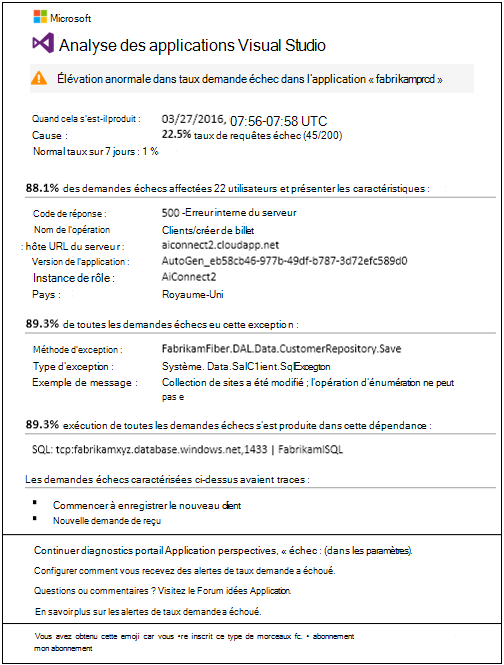 Microsoft
Analyse des applications Visual Studio
Élévation anormale dans taux demande échec dans l'application « fabrikamprcd »
Quand cela s'est-il produit : 03/27/2016, 07:56-07:58 UTC
Cause : 22.5% taux de requêtes échec (45/200)
Normal taux sur 7 jours : 1 %
88.1% des demandes échecs affectées 22 utilisateurs et présenter les caractéristiques :
Code de réponse : 500 -Erreur interne du serveur
Nom de l'opération Clients/créer de billet
: hôte URL du serveur : aiconnect2.cloudapp.net
Version de l'application : AutoGen_eb58cb46-977b-49df-b787-3d72efc589d0
Instance de rôle : AiConnect2
Pays : Royaume-Uni
89.3% de toutes les demandes échecs eu cette exception :
Méthode d'exception : FabrikamFiber.DAL.Data.CustomerRepository.Save
Type d'exception : Système. Data.SalC1ient.SqlExcegton
Exemple de message : Collection de sites a été modifié ; l'opération d'énumération ne peut
pas e
89.3% exécution de toutes les demandes échecs s'est produite dans cette dépendance :
SQL: tcp:fabrikamxyz.database.windows.net,1433 | FabrikamISQL
Les demandes échecs caractérisées ci-dessus avaient traces :
▪ Commencer à enregistrer le nouveau client
▪ Nouvelle demande de reçu
Continuer diagnostics portail Application perspectives, « échec : (dans les paramètres).
Configurer comment vous recevez des alertes de taux demande a échoué.
Questions ou commentaires ? Visitez le Forum idées Application.
En savoir plus sur les alertes de taux demande a échoué.
Vous avez obtenu cette emoji car vous •re inscrit ce type de morceaux fc. • abonnement
mon abonnement